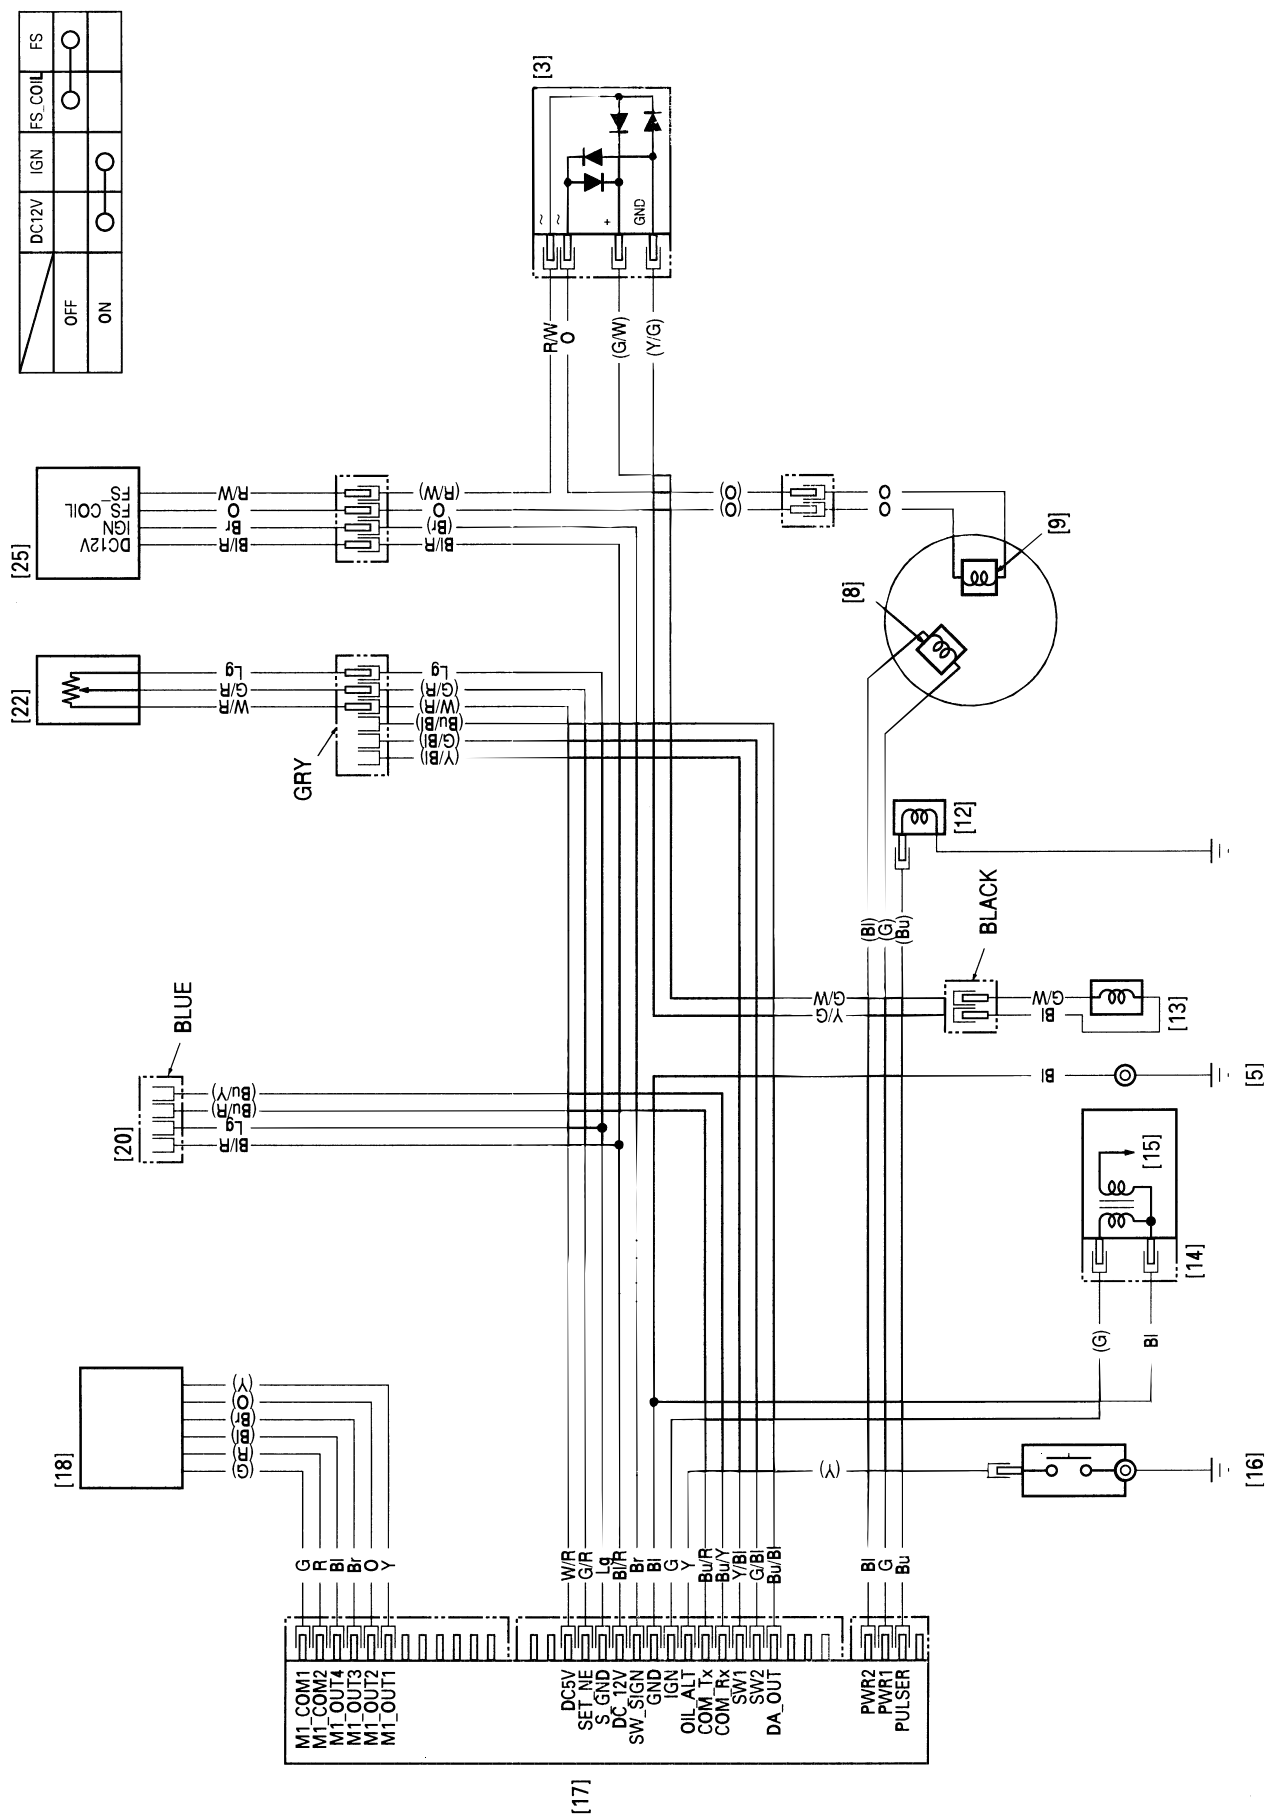 FS
FS_COIL
IGN
DC12V
OFF
ON
[3]
~
~
+
GND
R/W
O
(G/W)
(Y/G)
[25]
FS_
FS_
COIL
IGN
DC12V
R/W
O
Br
Bl/R
(R/W)
O
(Br)
Bl/R
(O)
(O)
O
O
[9]
[8]
[22]
Lg
G/R
W/R
Lg
(G/R)
(W/R)
(Bu/Bl)
(G/Bl)
(Y/Bl)
GRY
[12]
(Bl)
(G)
(Bu)
BLACK
BLUE
[20]
(Bu/Y)
(Bu/R)
Lg
Bl/R
G/W
Y/G
G/W
Bl
[13]
Bl
[5]
[15]
[14]
(G)
Bl
[18]
(Y)
(O)
(Br)
(Bl)
(R)
(G)
(Y)
[16]
G
R
Bl
Br
O
Y
W/R
G/R
Lg
Bl/R
Br
Bl
G
Y
Bu/R
Bu/Y
Y/Bl
G/Bl
Bu/Bl
Bl
G
Bu
M1_COM1
M1_COM2
M1_OUT4
M1_OUT3
M1_OUT2
M1_OUT1
DC5V
SET_NE
S_GND
DC_12V
SW_SIGN
GND
IGN
OIL_ALT
COM_Tx
COM_Rx
SW1
SW2
DA_OUT
PWR2
PWR1
PULSER
[17]